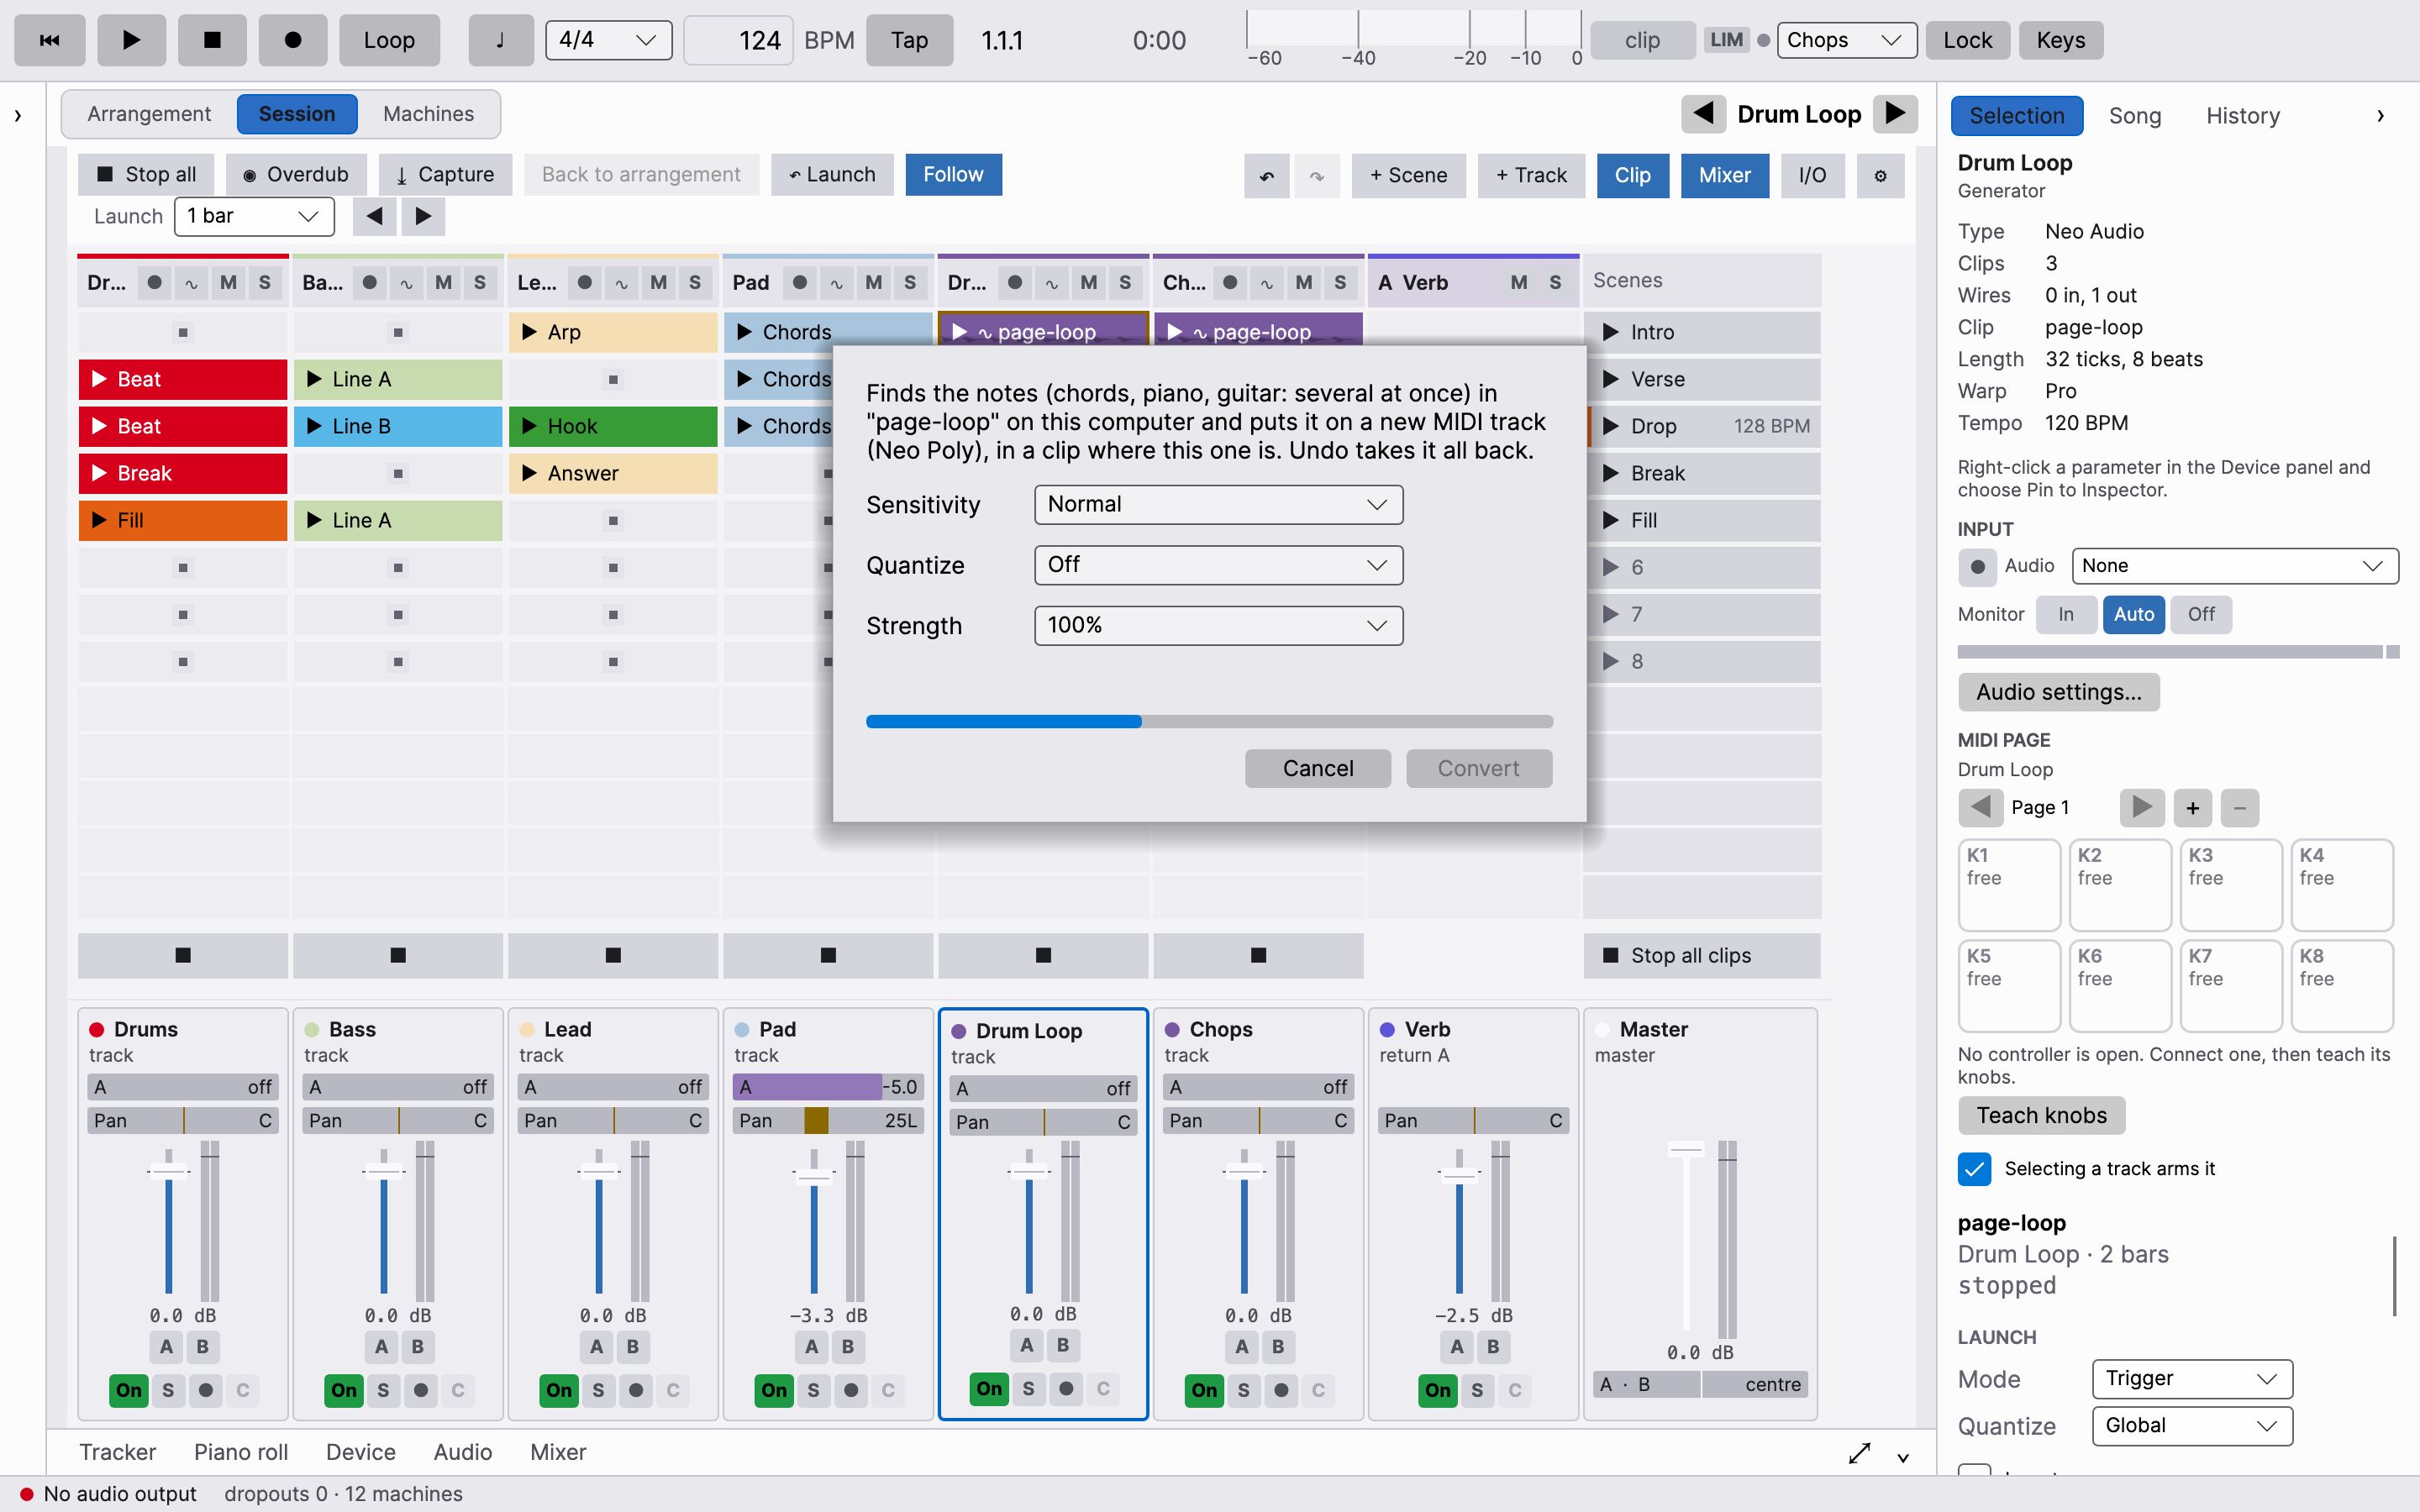 Loop
4/4
124 BPM
Tap
1.1.1
0:00
−60 −40 −20 −10 0
clip
LIM
Chops
Lock
Keys
Arrangement Session Machines
Drum Loop
Selection Song History
Stop all
Overdub
Capture
Back to arrangement
Launch
Follow
+ Scene
+ Track
Clip
Mixer
I/O
Launch 1 bar
Dr... M S
Ba... M S
Le... M S
Pad M S
Dr... M S
Ch... M S
A Verb M S
Scenes
Arp
Chords
page-loop
page-loop
Intro
Beat
Line A
Chords
Verse
Beat
Line B
Hook
Chords
Drop 128 BPM
Break
Answer
Break
Fill
Line A
Fill
6
7
8
Stop all clips
Finds the notes (chords, piano, guitar: several at once) in
"page-loop" on this computer and puts it on a new MIDI track
(Neo Poly), in a clip where this one is. Undo takes it all back.
Sensitivity Normal
Quantize Off
Strength 100%
Cancel Convert
Drums
track
A off
Pan C
0.0 dB
A B
On S C
Bass
track
A off
Pan C
0.0 dB
A B
On S C
Lead
track
A off
Pan C
0.0 dB
A B
On S C
Pad
track
A -5.0
Pan 25L
−3.3 dB
A B
On S C
Drum Loop
track
A off
Pan C
0.0 dB
A B
On S C
Chops
track
A off
Pan C
0.0 dB
A B
On S C
Verb
return A
Pan C
−2.5 dB
A B
On S C
Master
master
0.0 dB
A · B centre
Drum Loop
Generator
Type Neo Audio
Clips 3
Wires 0 in, 1 out
Clip page-loop
Length 32 ticks, 8 beats
Warp Pro
Tempo 120 BPM
Right-click a parameter in the Device panel and
choose Pin to Inspector.
INPUT
Audio None
Monitor In Auto Off
Audio settings...
MIDI PAGE
Drum Loop
Page 1 + −
K1 free
K2 free
K3 free
K4 free
K5 free
K6 free
K7 free
K8 free
No controller is open. Connect one, then teach its
knobs.
Teach knobs
Selecting a track arms it
page-loop
Drum Loop · 2 bars
stopped
LAUNCH
Mode Trigger
Quantize Global
Tracker Piano roll Device Audio Mixer
No audio output dropouts 0 · 12 machines